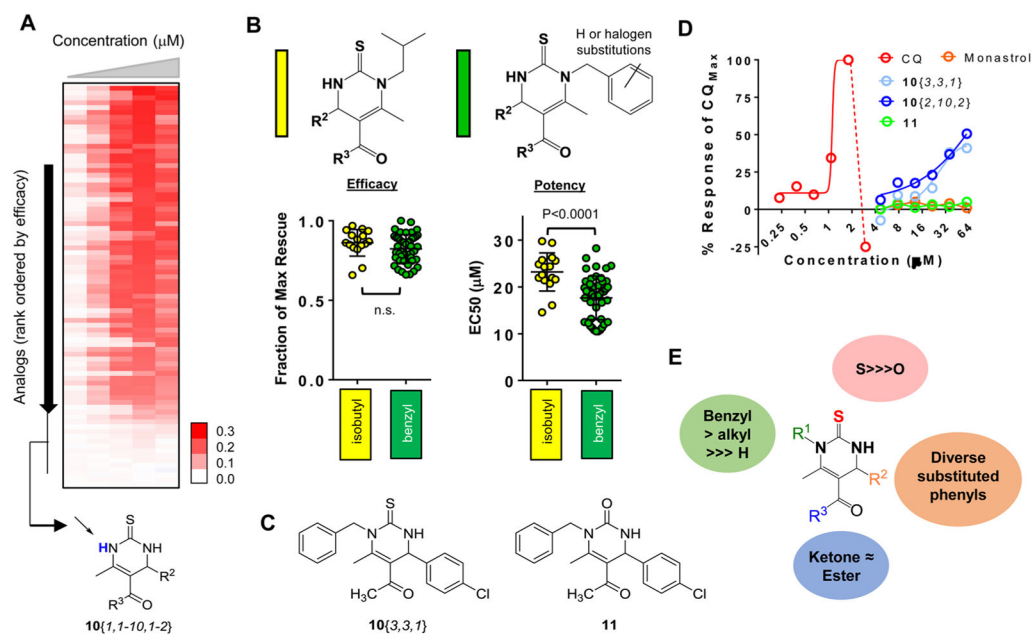 A
Concentration (μM)
Analogs (rank ordered by efficacy)
0.3
0.2
0.1
0.0
H
N
S
NH
R2
R3
O
10{1,1-10,1-2}
B
S
HN
N
R2
R3
O
H or halogen
substitutions
S
HN
N
R2
R3
O
Efficacy
Fraction of Max Rescue
1.0
0.5
0.0
n.s.
isobutyl
benzyl
Potency
P<0.0001
EC50 (μM)
30
20
10
0
isobutyl
benzyl
C
S
N
NH
H3C
O
Cl
10{3,3,1}
O
N
NH
H3C
O
Cl
11
D
% Response of CQMax
100
75
50
25
0
-25
0.25
0.5
1
2
4
8
16
32
64
Concentration (μM)
CQ
Monastrol
10{3,3,1}
10{2,10,2}
11
E
S>>>O
Benzyl
> alkyl
>>> H
R1
N
S
NH
R2
R3
O
Diverse
substituted
phenyls
Ketone ≈
Ester